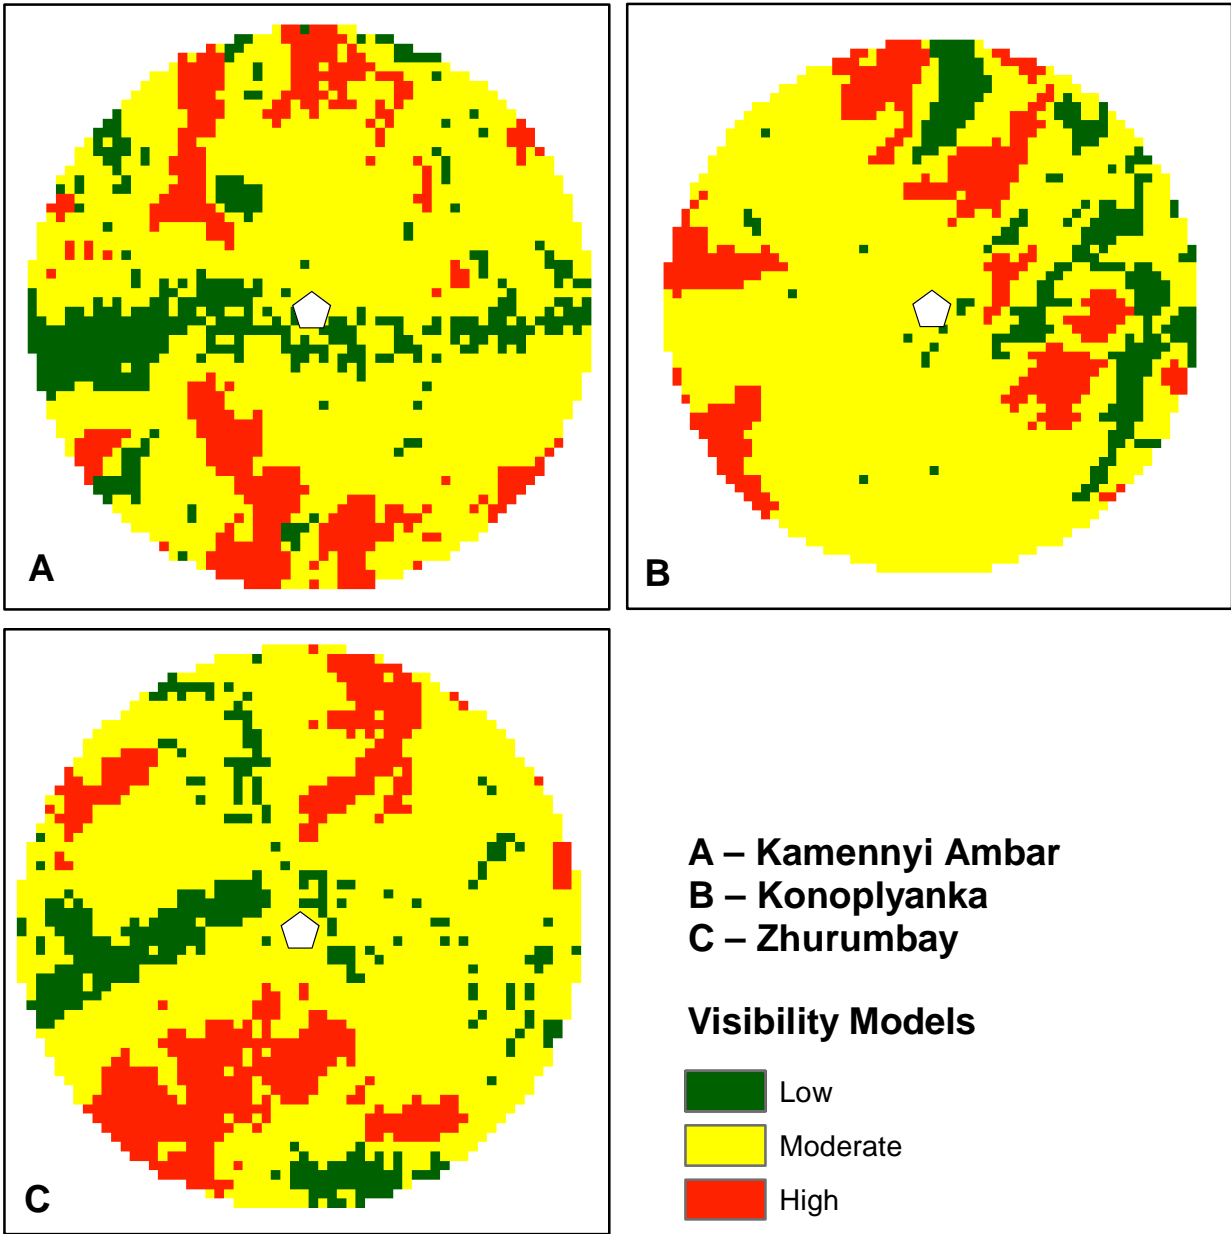 A
B
C
A – Kamennyi Ambar
B – Konoplyanka
C – Zhurumbay
Visibility Models
Low
Moderate
High